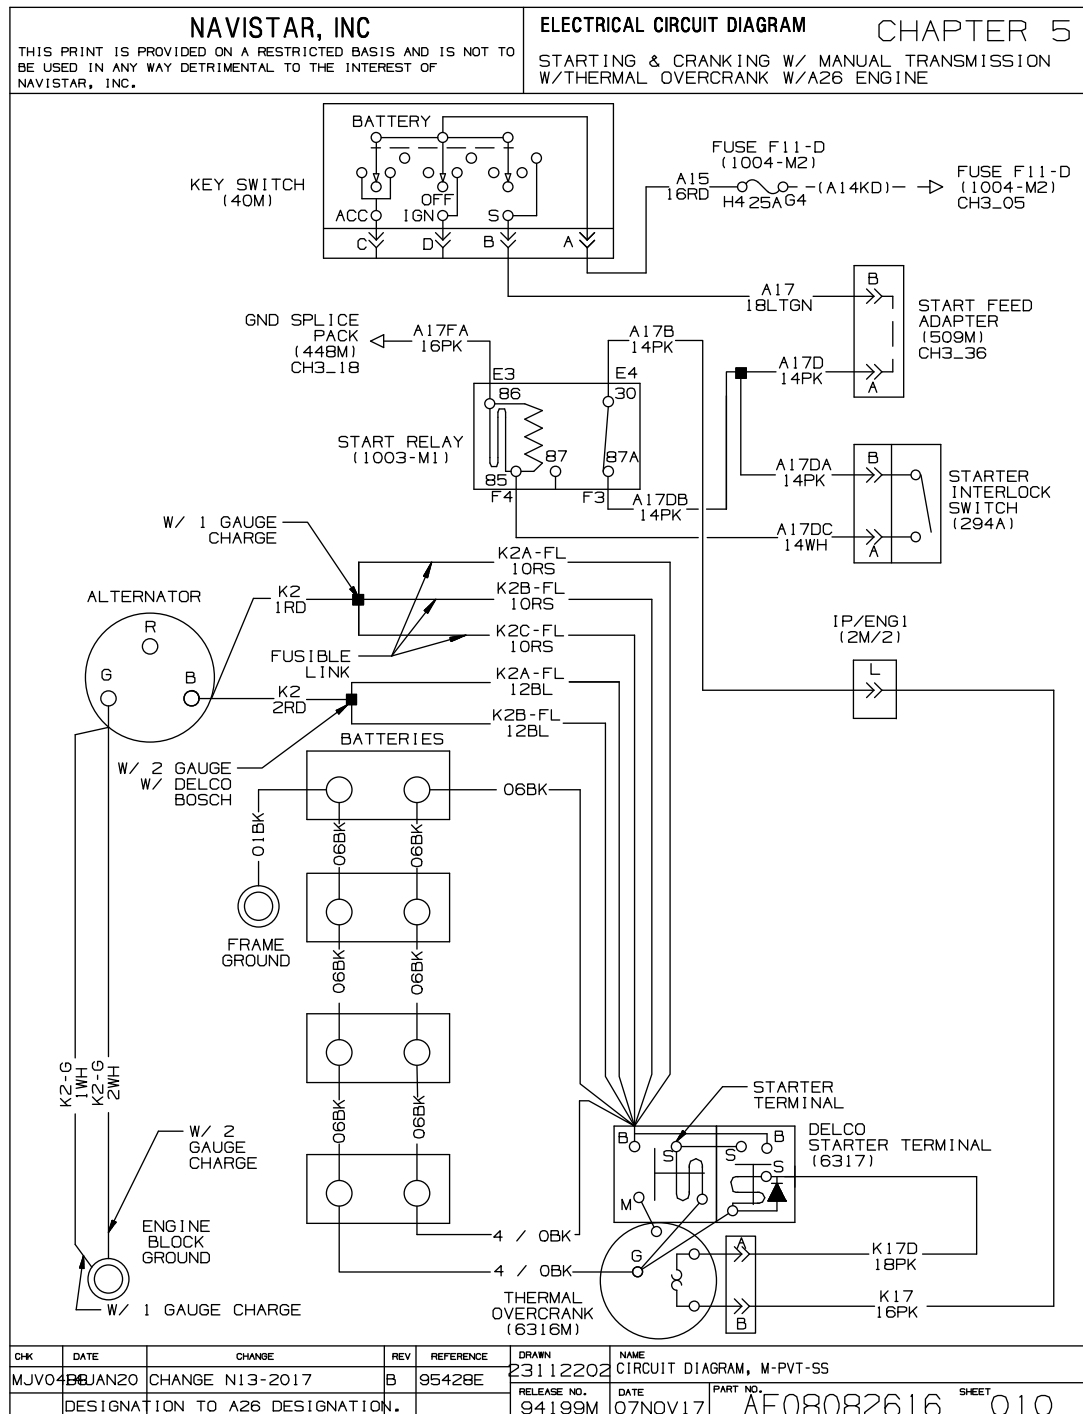 NAVISTAR, INC
THIS PRINT IS PROVIDED ON A RESTRICTED BASIS AND IS NOT TO
BE USED IN ANY WAY DETRIMENTAL TO THE INTEREST OF
NAVISTAR, INC.
ELECTRICAL CIRCUIT DIAGRAM
CHAPTER 5
STARTING & CRANKING W/ MANUAL TRANSMISSION
W/THERMAL OVERCRANK W/A26 ENGINE
BATTERY
KEY SWITCH
(40M)
OFF
ACC
IGN
S
C
D
B
A
A15
16RD
FUSE F11-D
(1004-M2)
H4
25A
G4
(A14KD)
FUSE F11-D
(1004-M2)
CH3_05
A17
18LTGN
B
A
START FEED
ADAPTER
(509M)
CH3_36
GND SPLICE
PACK
(448M)
CH3_18
A17FA
16PK
A17B
14PK
A17D
14PK
E3
E4
86
30
START RELAY
(1003-M1)
87
87A
85
F4
F3
A17DB
14PK
A17DA
14PK
B
A
STARTER
INTERLOCK
SWITCH
(294A)
A17DC
14WH
W/ 1 GAUGE
CHARGE
K2A-FL
10RS
K2B-FL
10RS
K2C-FL
10RS
K2
1RD
ALTERNATOR
R
G
B
FUSIBLE
LINK
K2A-FL
12BL
K2
2RD
K2B-FL
12BL
IP/ENG1
(2M/2)
L
W/ 2 GAUGE
W/ DELCO
BOSCH
BATTERIES
06BK
01BK
06BK
06BK
FRAME
GROUND
06BK
06BK
K2-G
1WH
K2-G
2WH
06BK
06BK
STARTER
TERMINAL
W/ 2
GAUGE
CHARGE
B
S
S
B
S
M
DELCO
STARTER TERMINAL
(6317)
ENGINE
BLOCK
GROUND
4 / 0BK
4 / 0BK
G
A
B
K17D
18PK
K17
16PK
THERMAL
OVERCRANK
(6316M)
W/ 1 GAUGE CHARGE
CHK
DATE
CHANGE
REV
REFERENCE
DRAWN
NAME
JUAN20
CHANGE N13-2017
B
95428E
23112202
CIRCUIT DIAGRAM, M-PVT-SS
DESIGNATION TO A26 DESIGNATION.
RELEASE NO.
94199M
DATE
07NOV17
PART NO.
AF08082616
SHEET
010